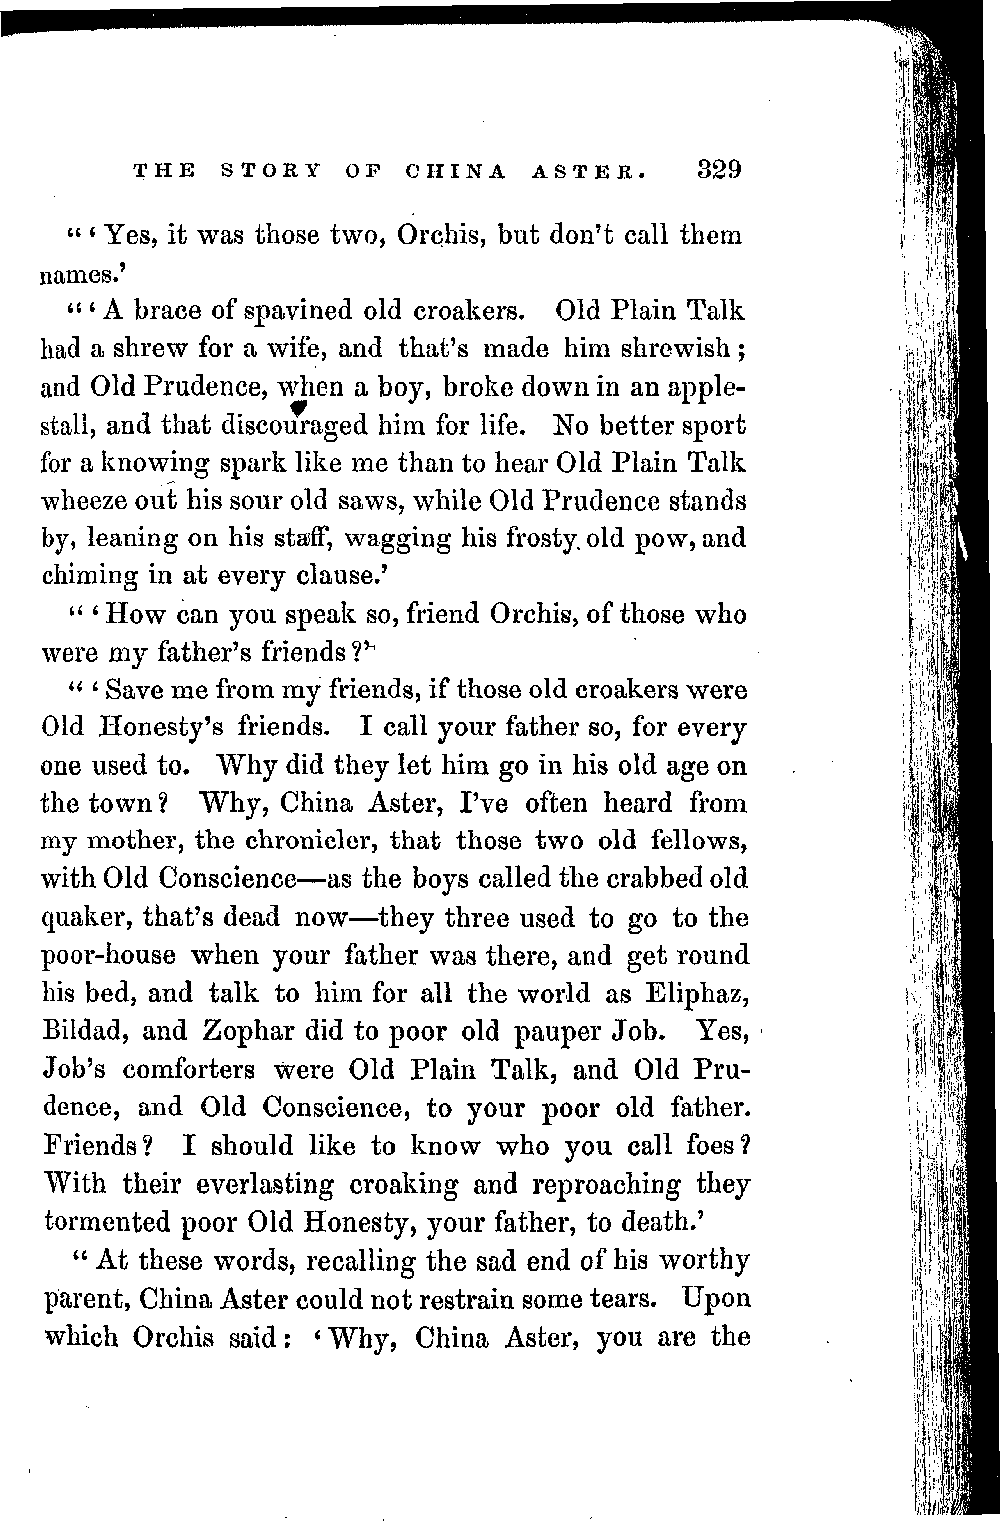 THE STORY OF CHINA ASTER. 329
"'Yes, it was those two, Orchis, but don't call them
names.'
"'A brace of spavined old croakers. Old Plain Talk
had a shrew for a wife, and that's made him shrewish;
and Old Prudence, when a boy, broke down in an apple-
stall, and that discouraged him for life. No better sport
for a knowing spark like me than to hear Old Plain Talk
wheeze out his sour old saws, while Old Prudence stands
by, leaning on his staff, wagging his frosty old pow, and
chiming in at every clause.'
"'How can you speak so, friend Orchis, of those who
were my father's friends?'
"'Save me from my friends, if those old croakers were
Old Honesty's friends. I call your father so, for every
one used to. Why did they let him go in his old age on
the town? Why, China Aster, I've often heard from
my mother, the chronicler, that those two old fellows,
with Old Conscience—as the boys called the crabbed old
quaker, that's dead now—they three used to go to the
poor-house when your father was there, and get round
his bed, and talk to him for all the world as Eliphaz,
Bildad, and Zophar did to poor old pauper Job. Yes,
Job's comforters were Old Plain Talk, and Old Pru-
dence, and Old Conscience, to your poor old father.
Friends? I should like to know who you call foes?
With their everlasting croaking and reproaching they
tormented poor Old Honesty, your father, to death.'
"At these words, recalling the sad end of his worthy
parent, China Aster could not restrain some tears. Upon
which Orchis said: 'Why, China Aster, you are the